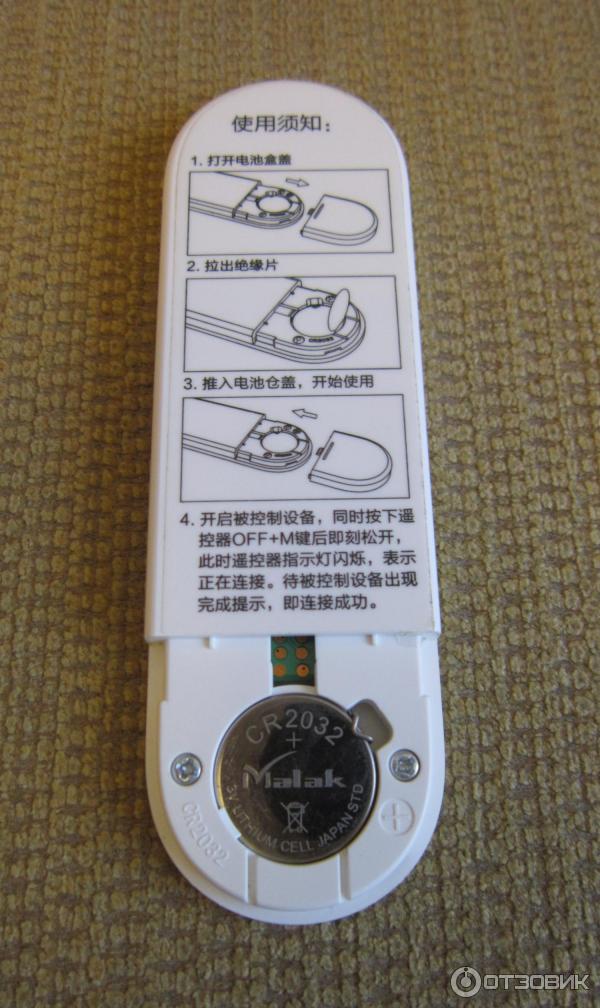 使用须知：
1. 打开电池盒盖
2. 拉出绝缘片
CR2032
3. 推入电池仓盖，开始使用
4. 开启被控制设备，同时按下遥
控器OFF+M键后即刻松开，
此时遥控器指示灯闪烁，表示
正在连接。待被控制设备出现
完成提示，即连接成功。
CR2032
+
Malak
3V LITHIUM CELL JAPAN STD
CR2032
+
ОТЗОВИК